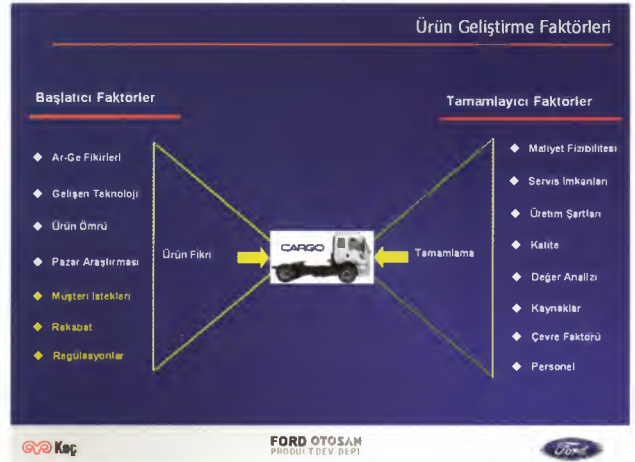 Ürün Geliştirme Faktörleri
Başlatıcı Faktörler
Ar-Ge Fikirleri
Gelişen Teknoloji
Ürün Ömrü
Pazar Araştırması
Müşteri İstekleri
Rekabat
Regülasyonlar
Ürün Fikri
CARGO
Tamamlama
Tamamlayıcı Faktörler
Maliyet Fizibilitesi
Servis İmkanları
Üretim Şartları
Kalite
Değer Analizi
Kaynaklar
Çevre Faktörü
Personel
Koç
FORD OTOSAN
PRODUCT DEV DEPT
Ford